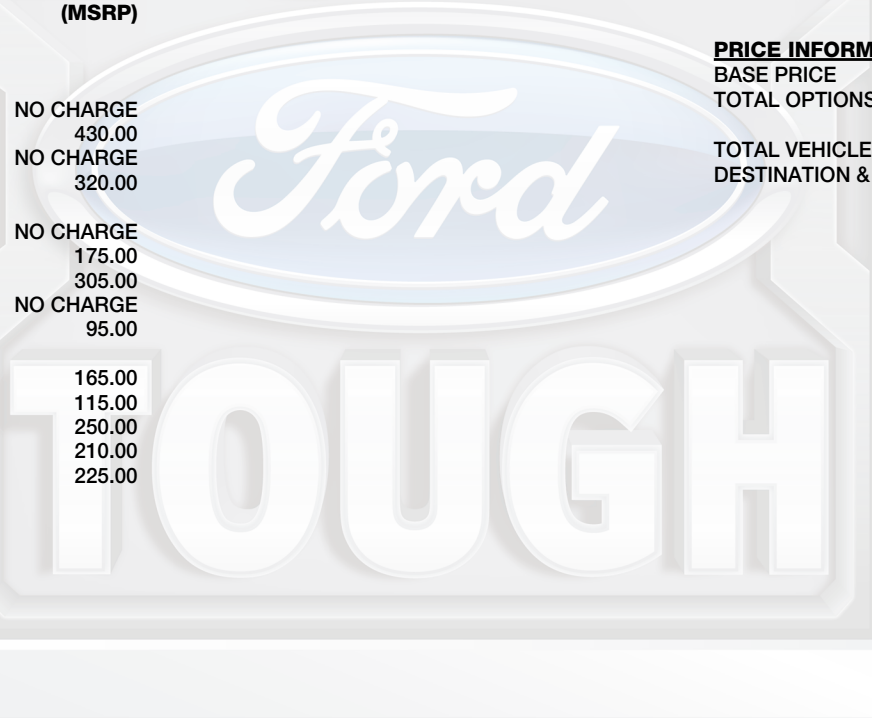 (MSRP)
NO CHARGE
430.00
NO CHARGE
320.00
NO CHARGE
175.00
305.00
NO CHARGE
95.00
165.00
115.00
250.00
210.00
225.00
PRICE INFORM
BASE PRICE
TOTAL OPTIONS
TOTAL VEHICLE
DESTINATION &
Ford
TOUGH